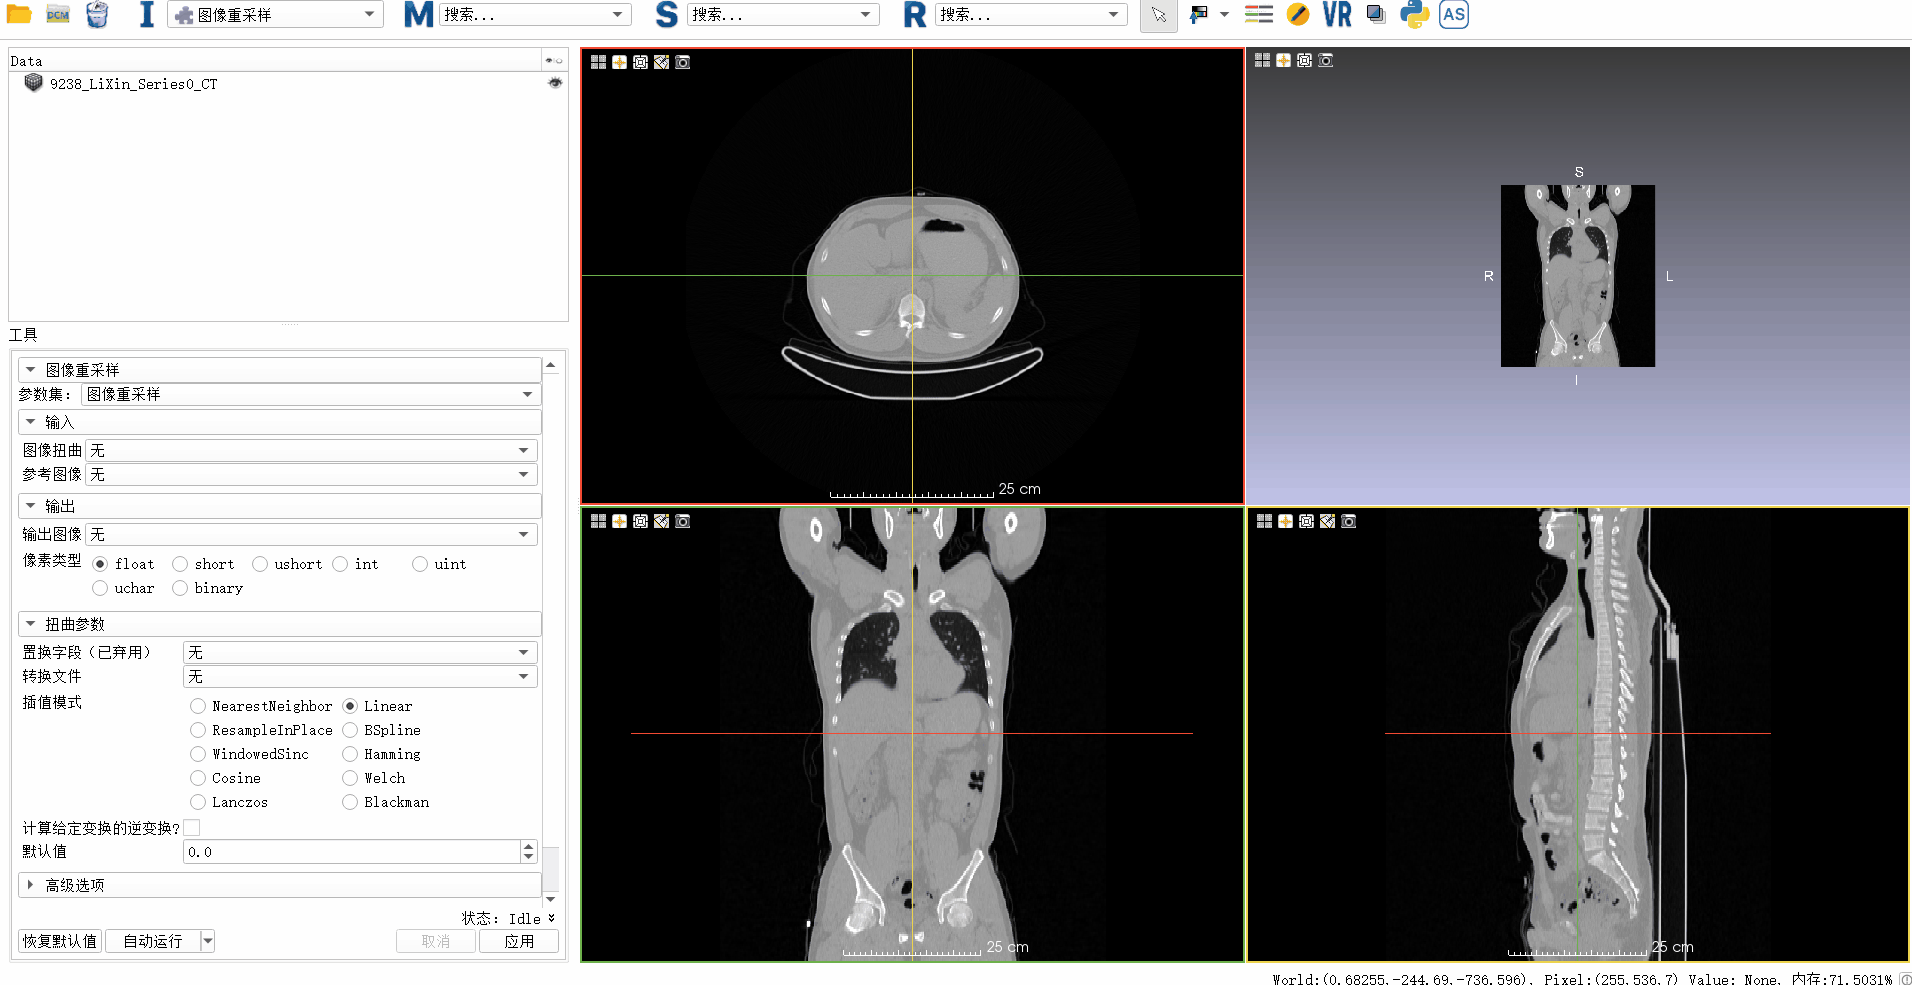 DCM I 图像重采样 M 搜索... S 搜索... R 搜索... VR AS
Data
9238_LiXin_Series0_CT
工具
图像重采样
参数集: 图像重采样
输入
图像扭曲 无
参考图像 无
输出
输出图像 无
像素类型 float short ushort int uint
uchar binary
扭曲参数
置换字段（已弃用） 无
转换文件 无
插值模式 NearestNeighbor Linear
ResampleInPlace BSpline
WindowedSinc Hamming
Cosine Welch
Lanczos Blackman
计算给定变换的逆变换?
默认值 0.0
高级选项
状态: Idle
恢复默认值 自动运行 取消 应用
25 cm
S
R
L
I
25 cm
25 cm
World:(0.68255,-244.69,-736.596), Pixel:(255,536,7) Value: None, 内存:71.5031%